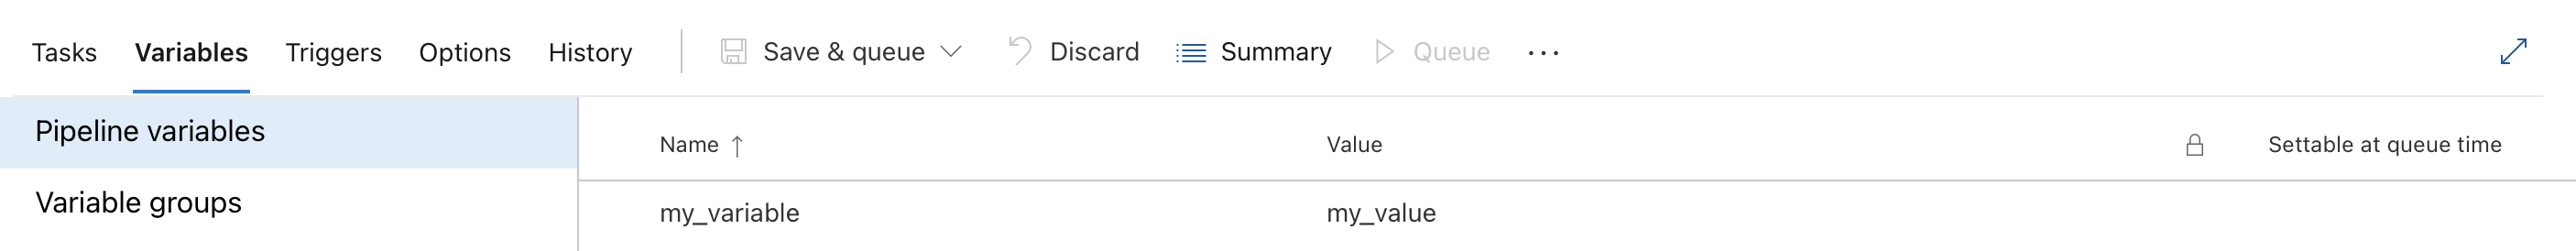 Tasks Variables Triggers Options History Save & queue Discard Summary Queue ...
Pipeline variables
Variable groups
Name ↑ Value Settable at queue time
my_variable my_value